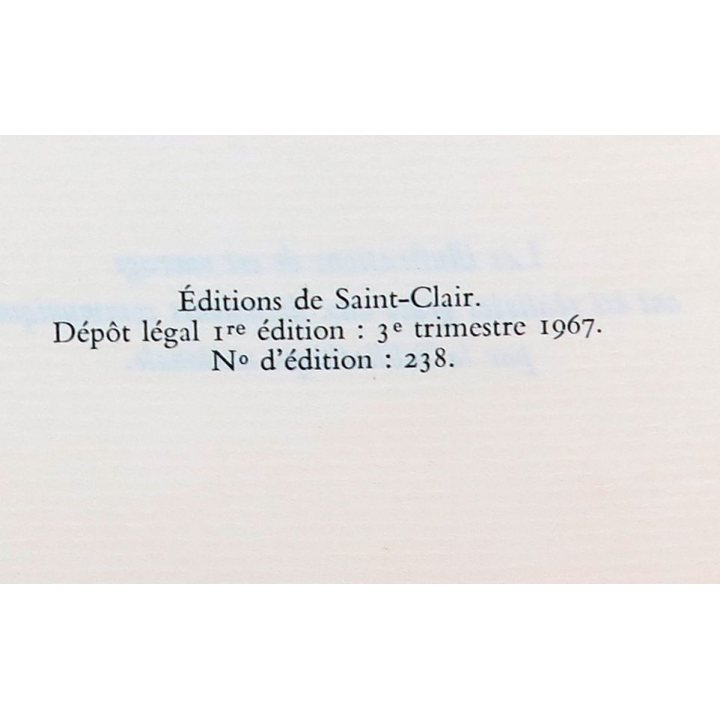 Éditions de Saint-Clair.
Dépôt légal 1re édition : 3e trimestre 1967.
No d'édition : 238.